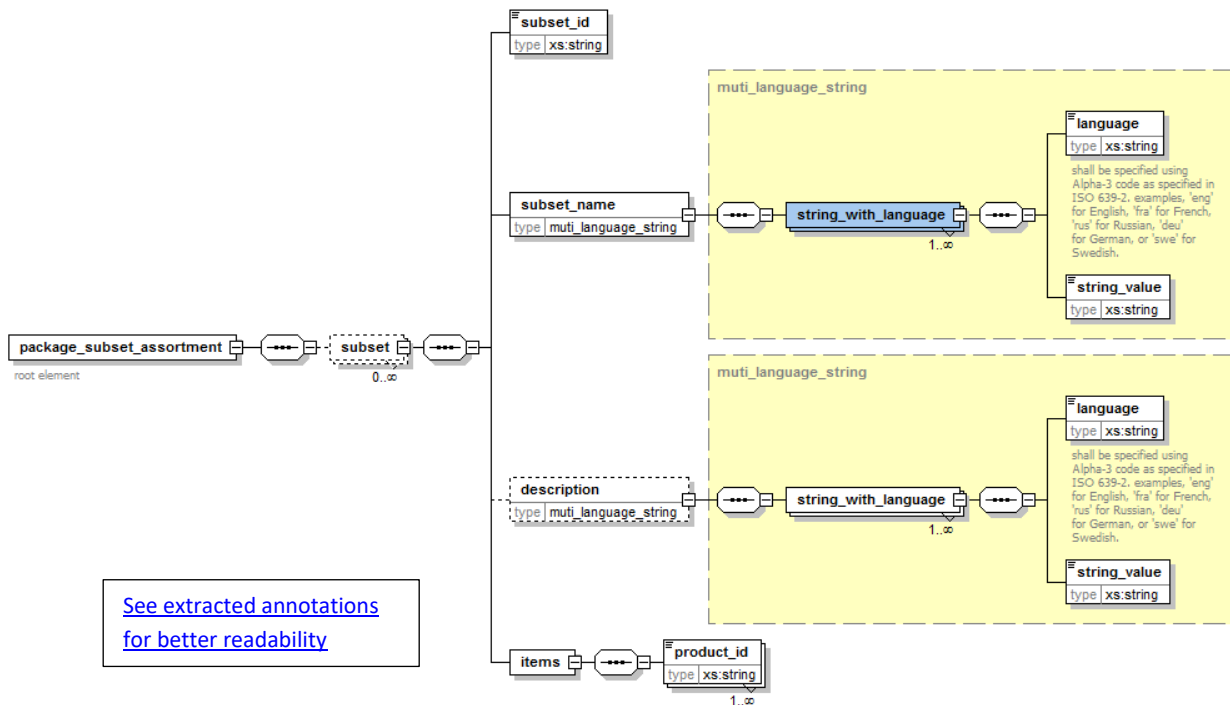 subset_id
type xs:string
muti_language_string
language
type xs:string
shall be specified using
Alpha-3 code as specified in
ISO 639-2. examples, 'eng'
for English, 'fra' for French,
'rus' for Russian, 'deu'
for German, or 'swe' for
Swedish.
subset_name
type muti_language_string
string_with_language
1..∞
string_value
type xs:string
package_subset_assortment
root element
subset
0..∞
muti_language_string
language
type xs:string
shall be specified using
Alpha-3 code as specified in
ISO 639-2. examples, 'eng'
for English, 'fra' for French,
'rus' for Russian, 'deu'
for German, or 'swe' for
Swedish.
description
type muti_language_string
string_with_language
1..∞
string_value
type xs:string
See extracted annotations
for better readability
items
product_id
type xs:string
1..∞